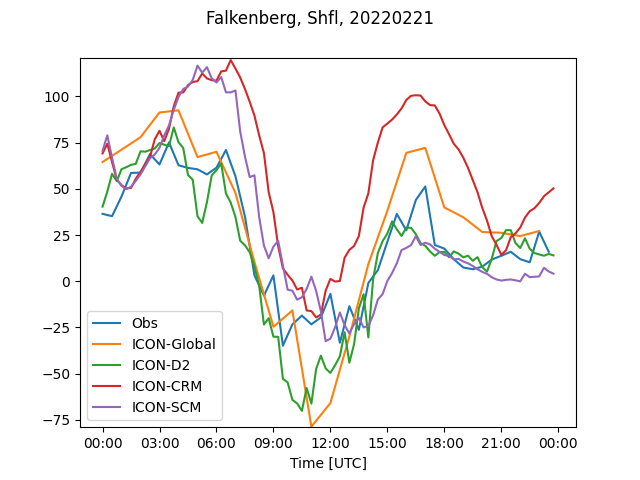 Falkenberg, Shfl, 20220221
100
75
50
25
0
−25
−50
−75
Obs
ICON-Global
ICON-D2
ICON-CRM
ICON-SCM
00:00 03:00 06:00 09:00 12:00 15:00 18:00 21:00 00:00
Time [UTC]